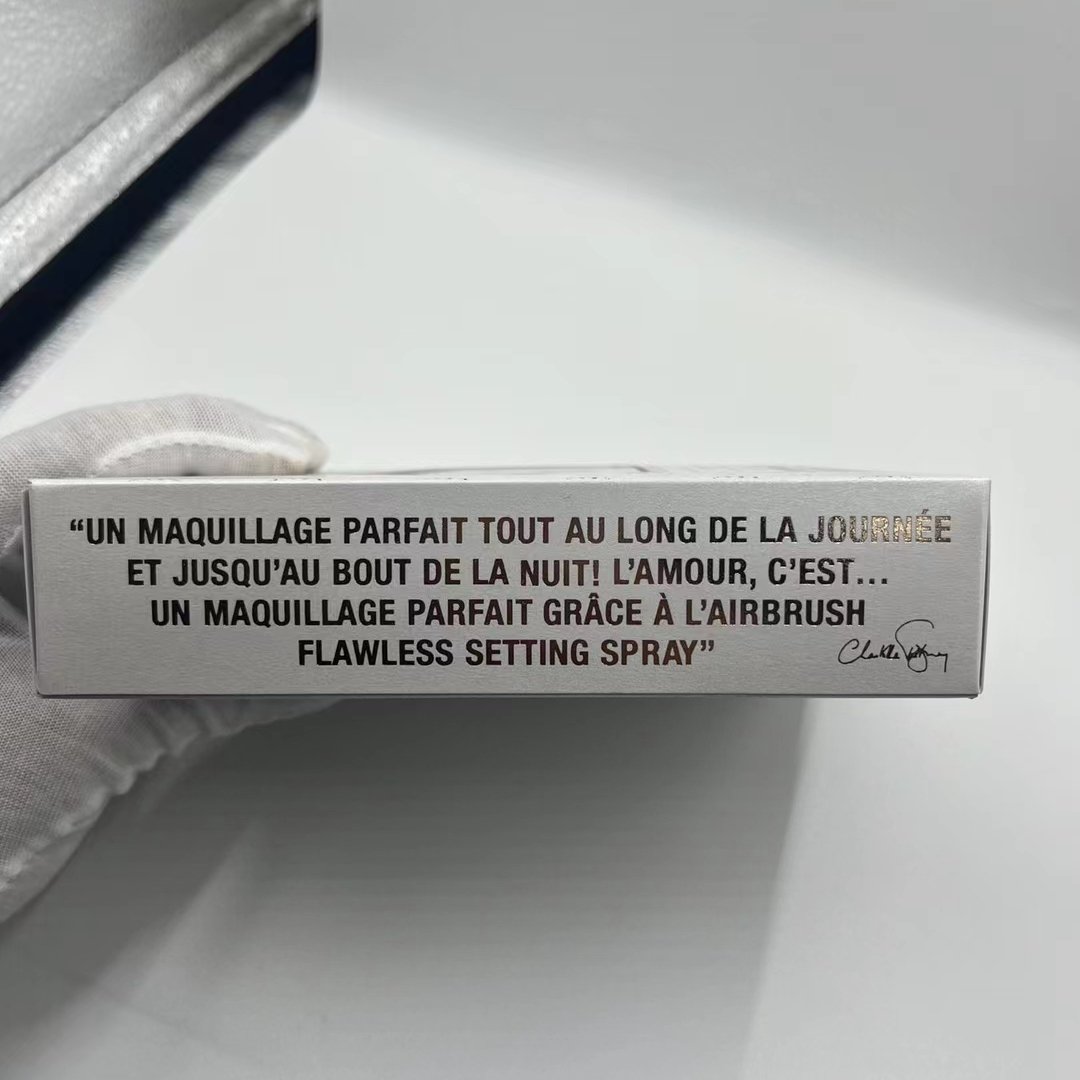 “UN MAQUILLAGE PARFAIT TOUT AU LONG DE LA JOURNÉE
ET JUSQU’AU BOUT DE LA NUIT! L’AMOUR, C’EST...
UN MAQUILLAGE PARFAIT GRÂCE À L’AIRBRUSH
FLAWLESS SETTING SPRAY”